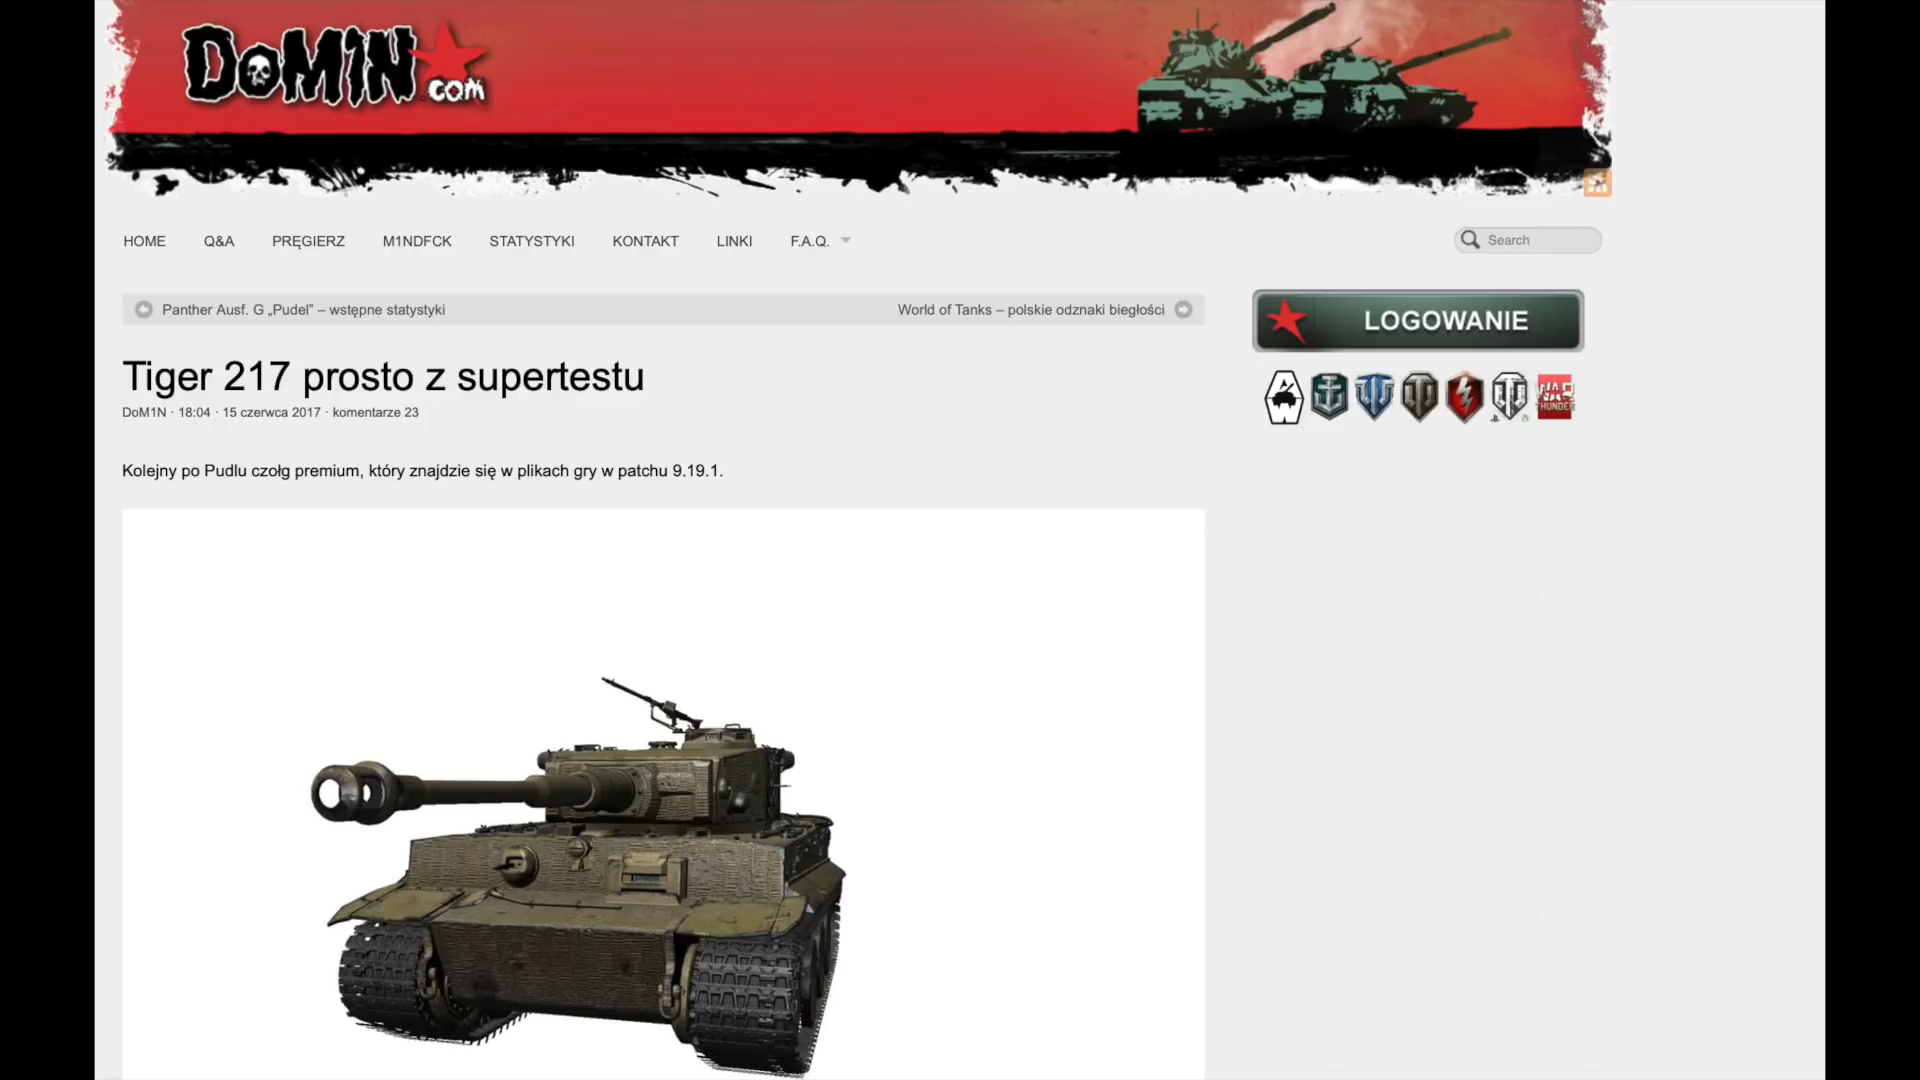 DoM1N.com
HOME Q&A PRĘGIERZ M1NDFCK STATYSTYKI KONTAKT LINKI F.A.Q. Search
Panther Ausf. G „Pudel” – wstępne statystyki World of Tanks – polskie odznaki biegłości
LOGOWANIE
Tiger 217 prosto z supertestu
DoM1N · 18:04 · 15 czerwca 2017 · komentarze 23
WAR
THUNDER
Kolejny po Pudlu czołg premium, który znajdzie się w plikach gry w patchu 9.19.1.